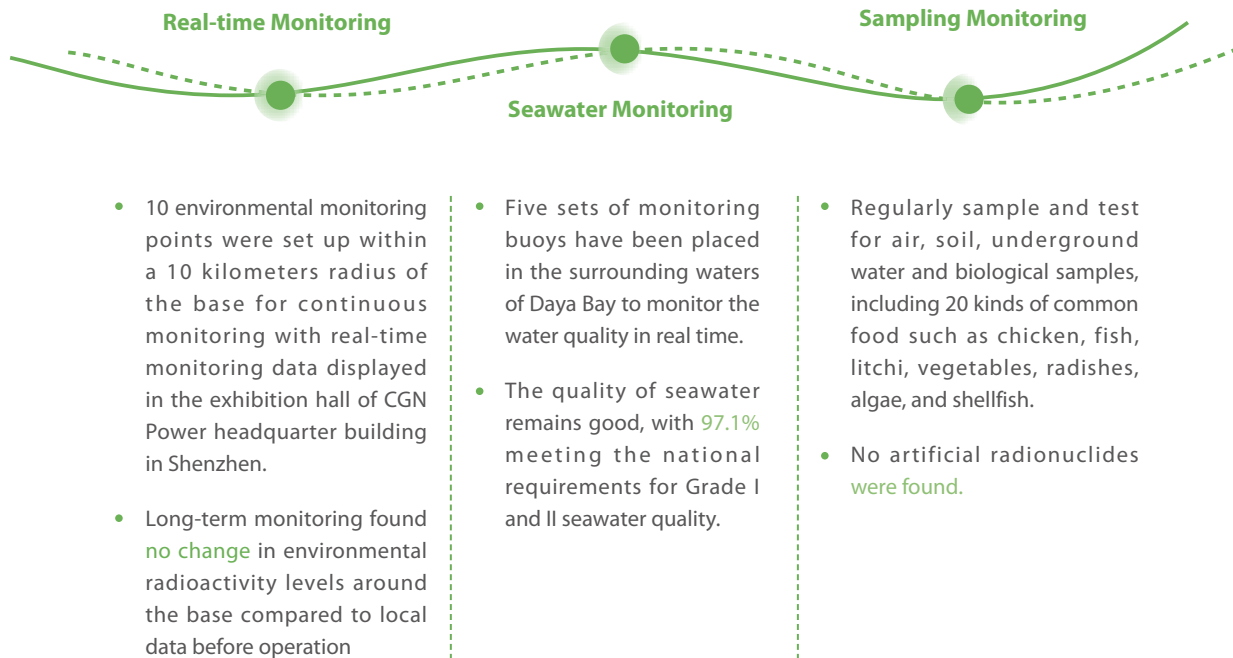 Real-time Monitoring
Seawater Monitoring
Sampling Monitoring
• 10 environmental monitoring
points were set up within
a 10 kilometers radius of
the base for continuous
monitoring with real-time
monitoring data displayed
in the exhibition hall of CGN
Power headquarter building
in Shenzhen.
• Long-term monitoring found
no change in environmental
radioactivity levels around
the base compared to local
data before operation
• Five sets of monitoring
buoys have been placed
in the surrounding waters
of Daya Bay to monitor the
water quality in real time.
• The quality of seawater
remains good, with 97.1%
meeting the national
requirements for Grade I
and II seawater quality.
• Regularly sample and test
for air, soil, underground
water and biological samples,
including 20 kinds of common
food such as chicken, fish,
litchi, vegetables, radishes,
algae, and shellfish.
• No artificial radionuclides
were found.